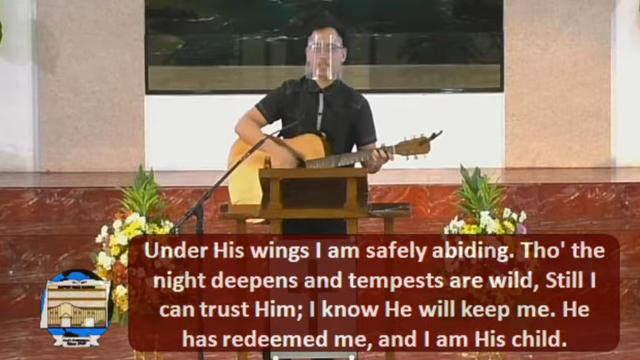 Under His wings I am safely abiding. Tho' the
night deepens and tempests are wild, Still I
can trust Him; I know He will keep me. He
has redeemed me, and I am His child.